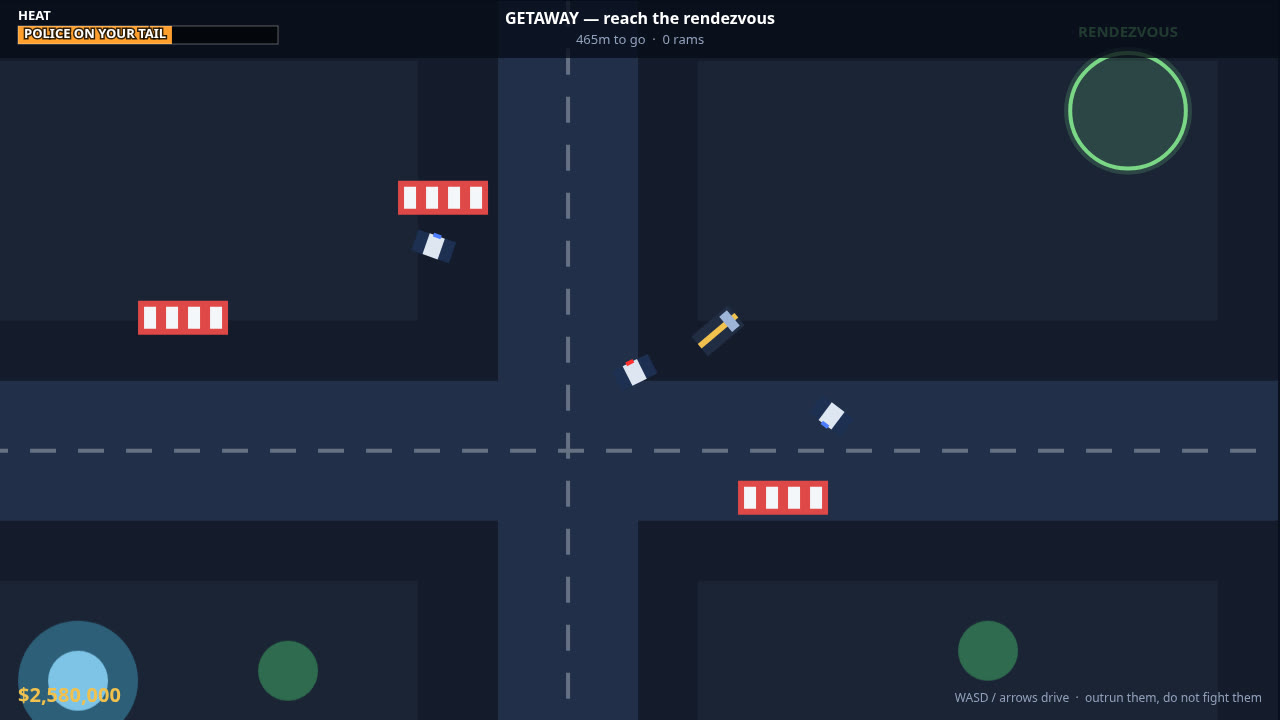 HEAT
POLICE ON YOUR TAIL
GETAWAY — reach the rendezvous
465m to go · 0 rams
RENDEZVOUS
$2,580,000
WASD / arrows drive · outrun them, do not fight them